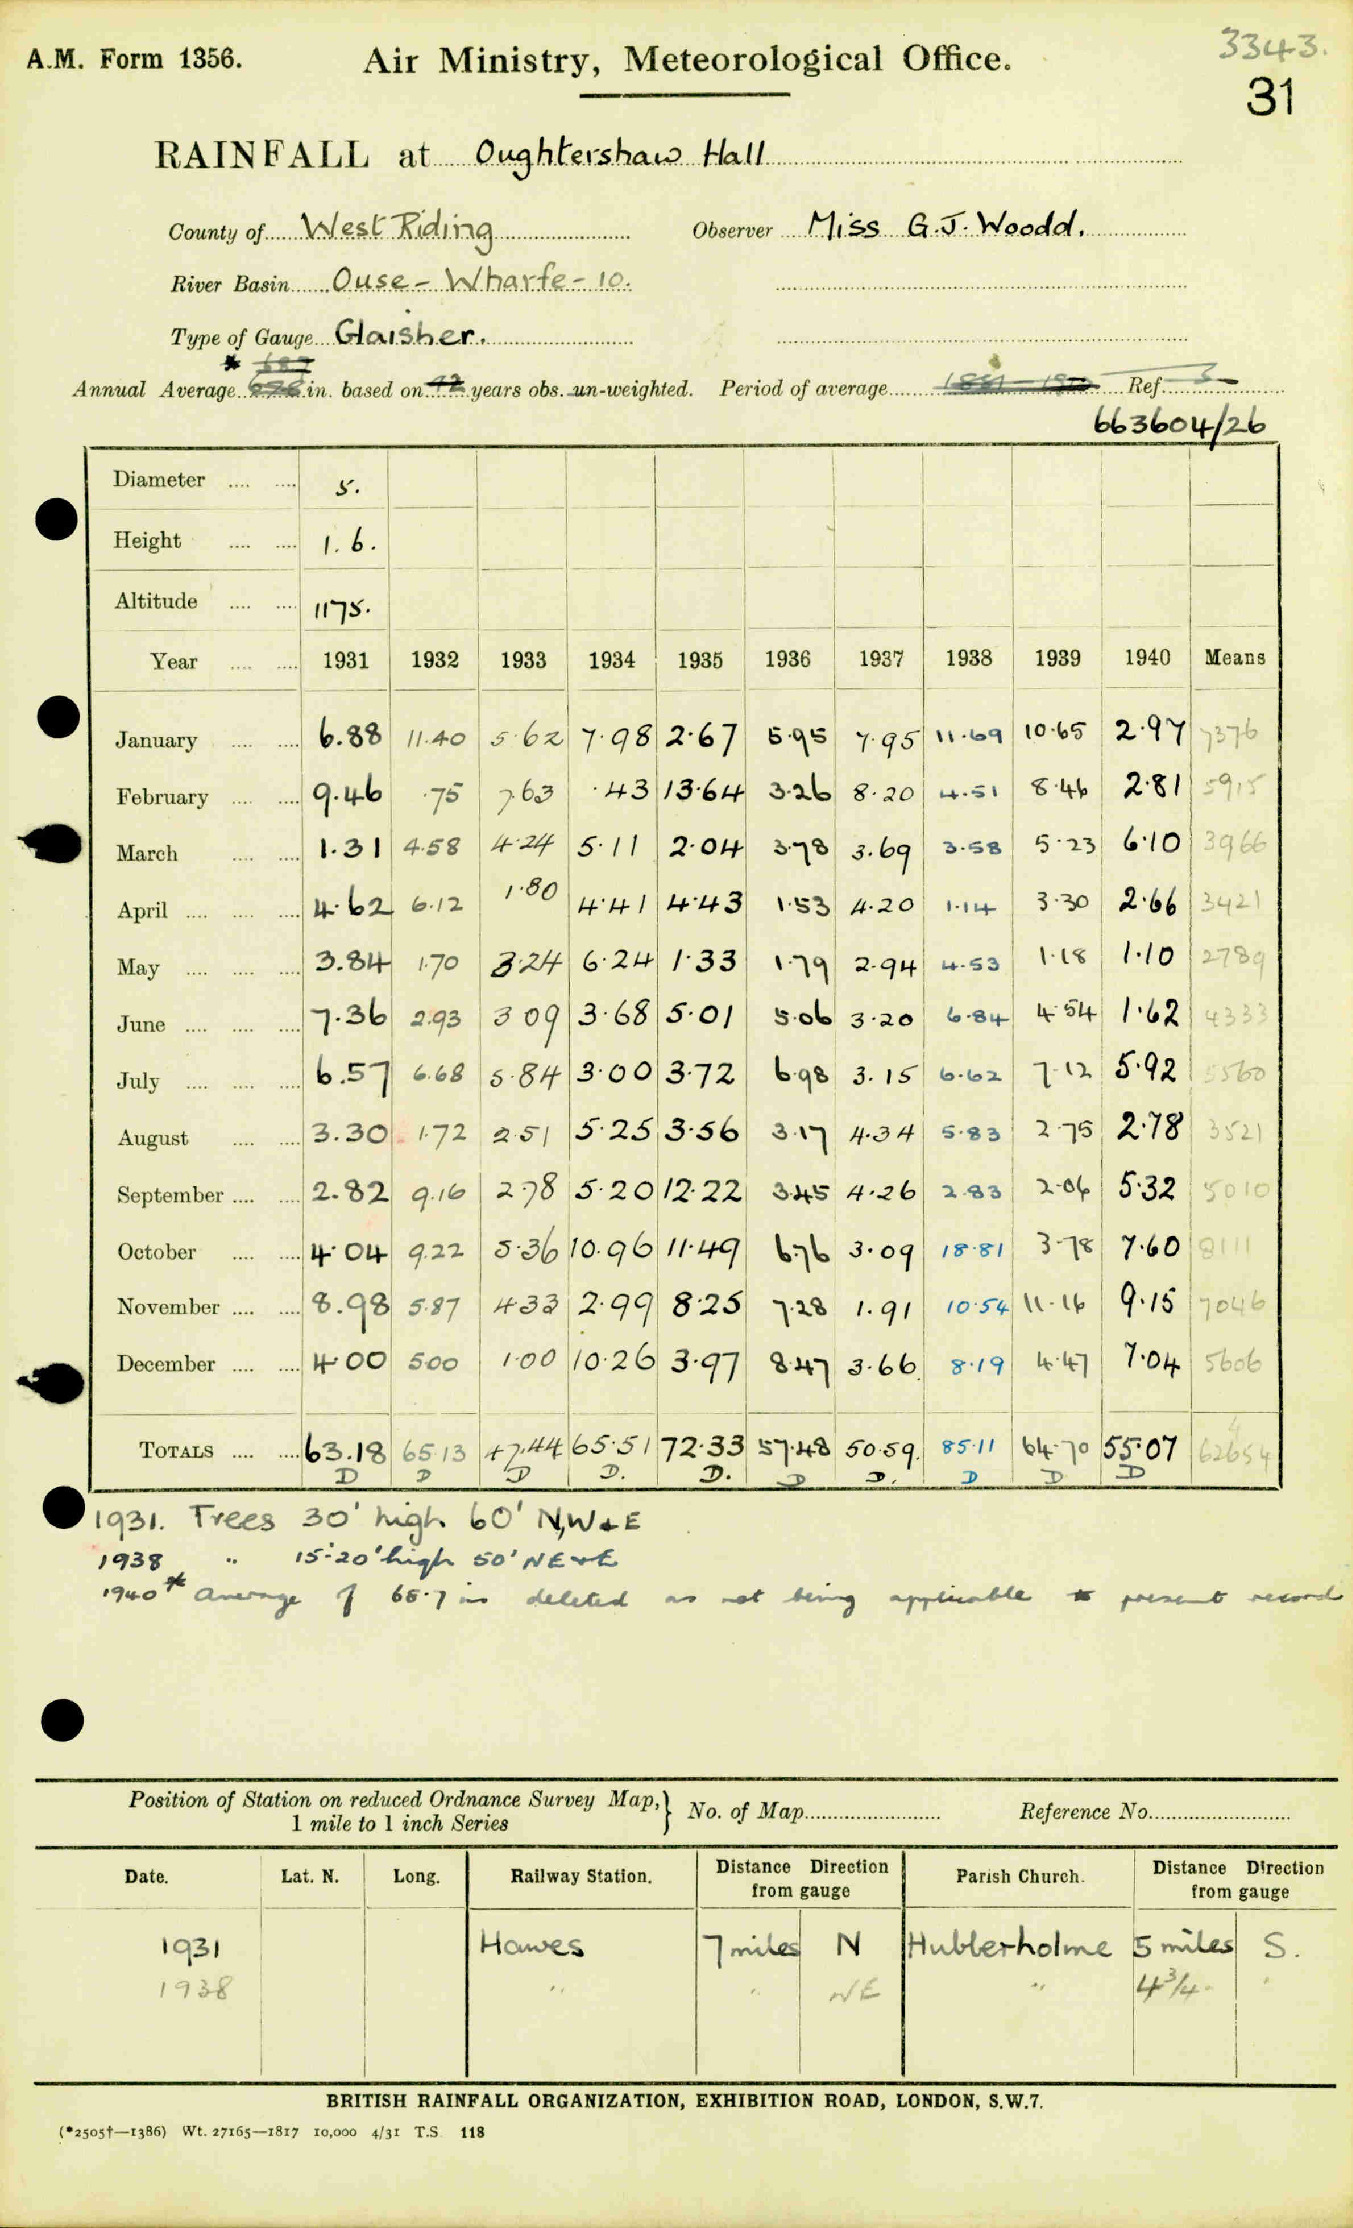 3343.
A.M. Form 1356. Air Ministry, Meteorological Office.
31
RAINFALL at Oughtershaw Hall
County of West Riding Observer Miss G.J. Woodd.
River Basin Ouse - Wharfe - 10.
Type of Gauge Glaisher.
Annual Average in. based on years obs. un-weighted. Period of average Ref.
663604/26
Diameter 5.
Height 1. 6.
Altitude 1175.
Year 1931 1932 1933 1934 1935 1936 1937 1938 1939 1940 Means
January 6.88 11.40 5.62 7.98 2.67 5.95 7.95 11.69 10.65 2.97 7376
February 9.46 .75 7.63 .43 13.64 3.26 8.20 4.51 8.46 2.81 5915
March 1.31 4.58 4.24 5.11 2.04 3.78 3.69 3.58 5.23 6.10 3966
April 4.62 6.12 1.80 4.41 4.43 1.53 4.20 1.14 3.30 2.66 3421
May 3.84 1.70 3.24 6.24 1.33 1.79 2.94 4.53 1.18 1.10 2789
June 7.36 2.93 3 09 3.68 5.01 5.06 3.20 6.84 4.54 1.62 4333
July 6.57 6.68 5.84 3.00 3.72 6.98 3.15 6.62 7.12 5.92 5560
August 3.30 1.72 2.51 5.25 3.56 3.17 4.34 5.83 2.75 2.78 3521
September 2.82 9.16 2.78 5.20 12.22 3.45 4.26 2.83 2.06 5.32 5010
October 4.04 9.22 5.36 10.96 11.49 6.76 3.09 18.81 3.78 7.60 8111
November 8.98 5.87 4.33 2.99 8.25 7.28 1.91 10.54 11.16 9.15 7046
December 4.00 5.00 1.00 10.26 3.97 8.47 3.66 8.19 4.47 7.04 5606
TOTALS 63.18 65.13 47.44 65.51 72.33 57.48 50.59 85.11 64.70 55.07 62654
D D D D. D. D D. D D D
1931. Trees 30' high 60' N,W & E
1938 " 15'-20' high 50' NE & E
1940 * Average of 68.7 in deleted as not being applicable to present record
Position of Station on reduced Ordnance Survey Map, } No. of Map Reference No.
1 mile to 1 inch Series
Date. Lat. N. Long. Railway Station. Distance Direction from gauge Parish Church. Distance Direction from gauge
1931 Hawes 7 miles N Hubberholme 5 miles S.
1938 " " NE " 4 3/4 "
BRITISH RAINFALL ORGANIZATION, EXHIBITION ROAD, LONDON, S.W.7.
(*2505†—1386) Wt. 27165—1817 10,000 4/31 T.S. 118